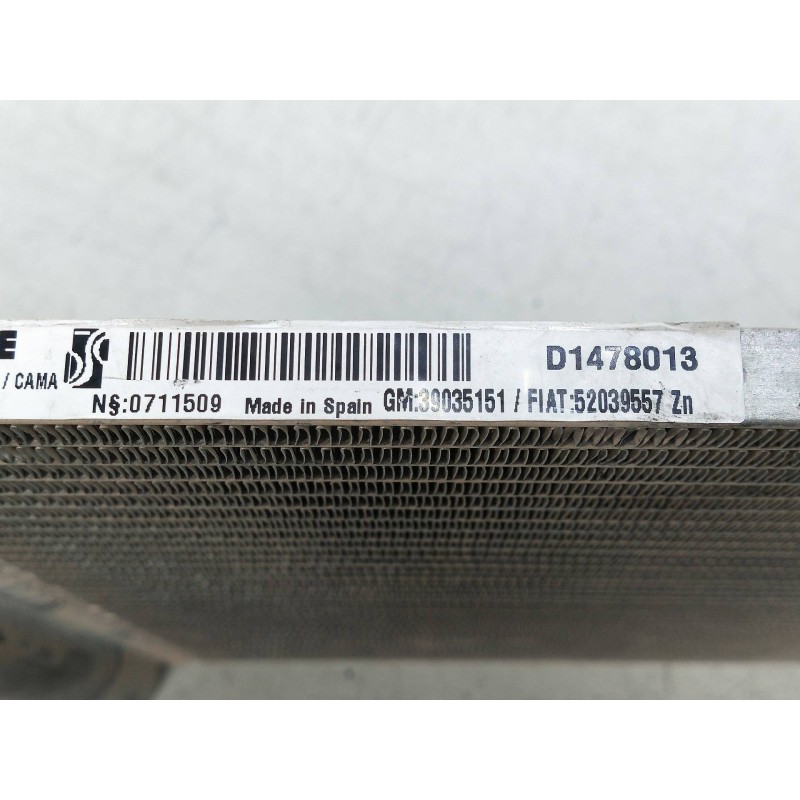 E D1478013
/ CAMA
N§:0711509 Made in Spain GM:39035151 / FIAT:52039557 Zn